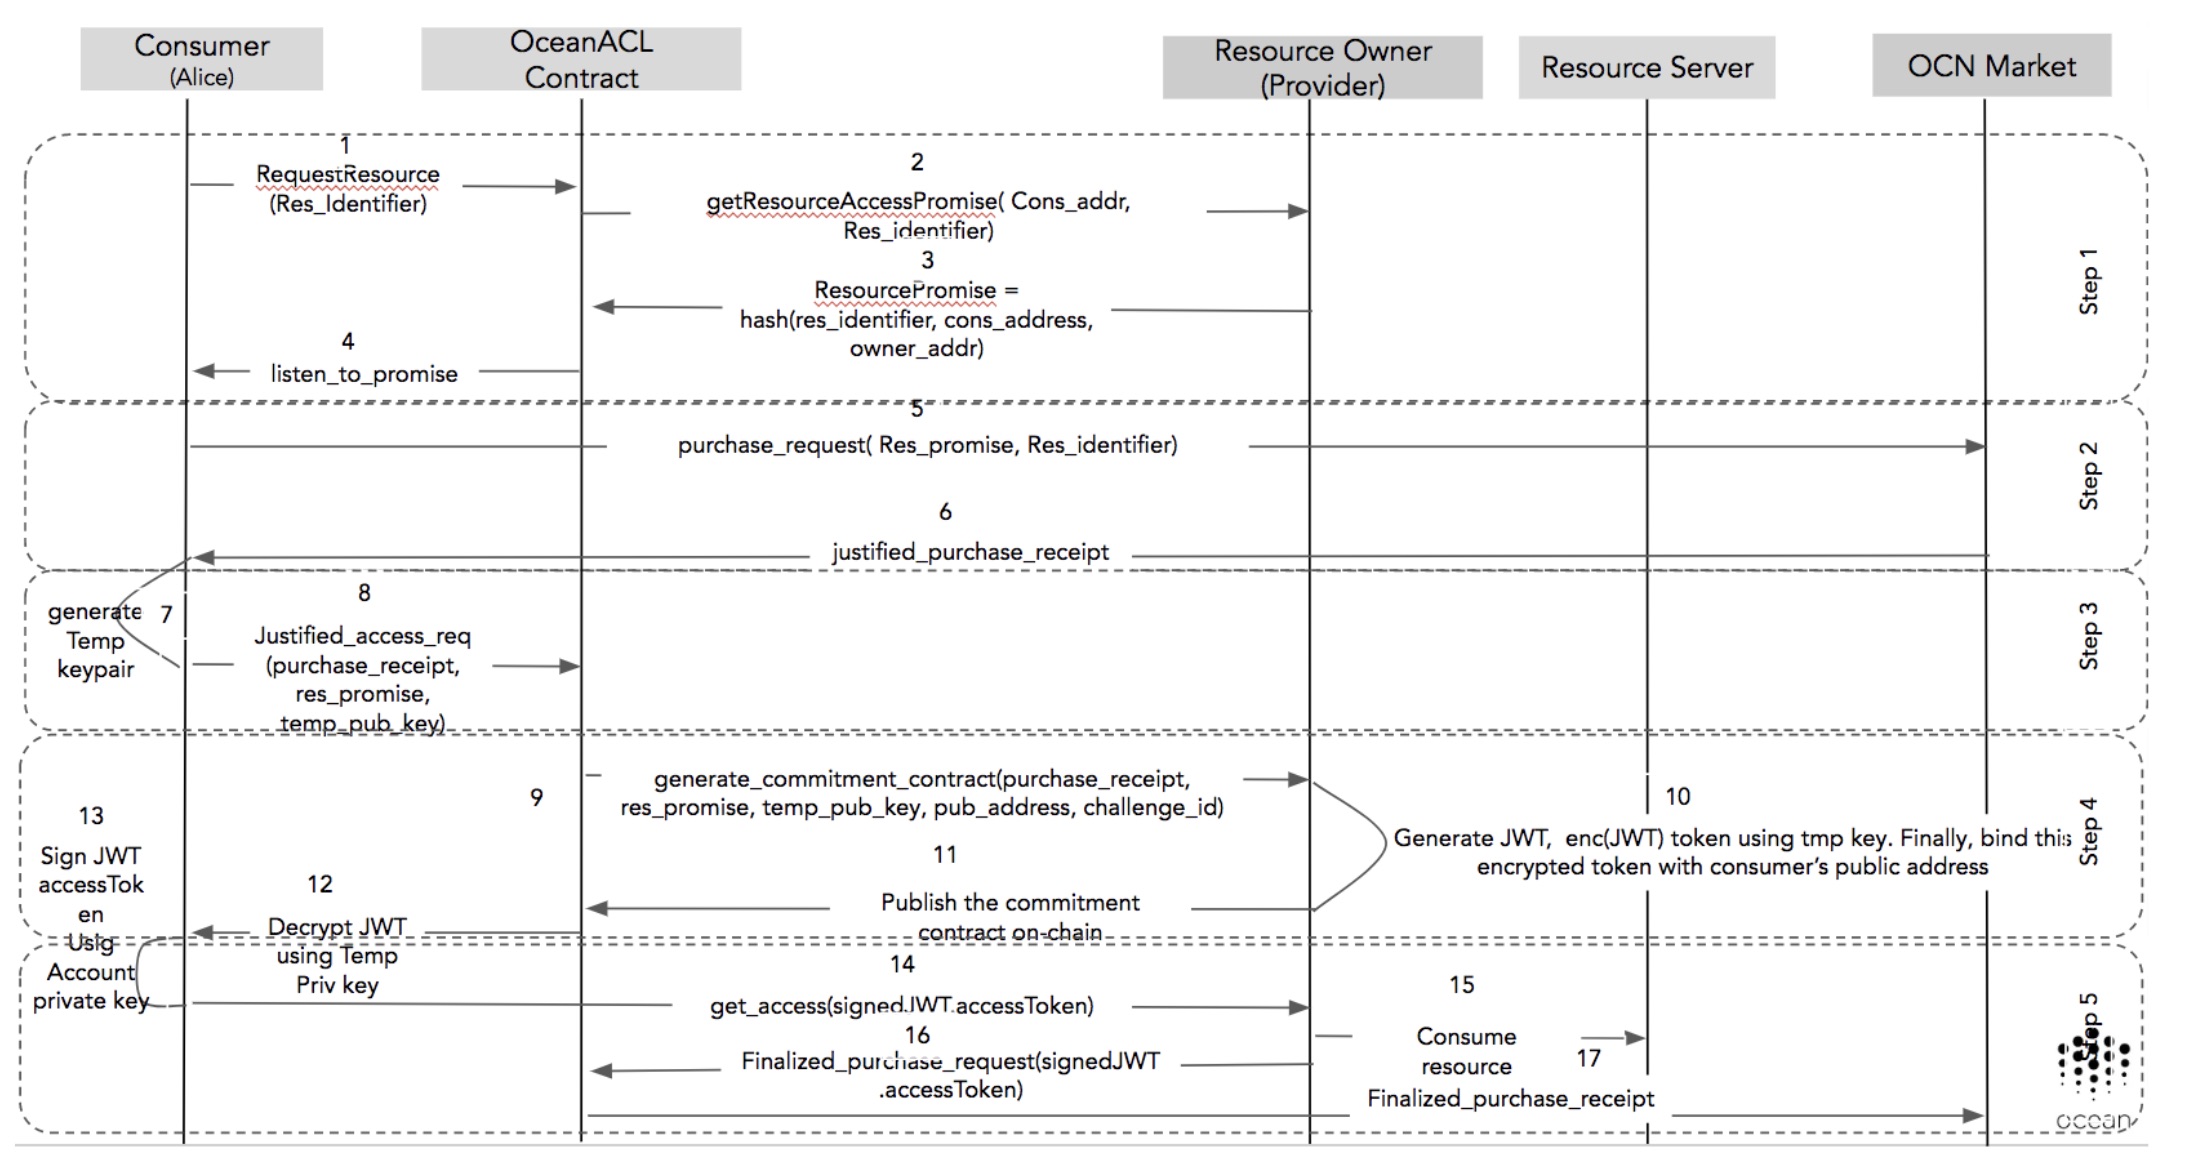 Consumer
(Alice)
OceanACL
Contract
Resource Owner
(Provider)
Resource Server
OCN Market
1
RequestResource
(Res_Identifier)
2
getResourceAccessPromise( Cons_addr,
Res_identifier)
3
ResourcePromise =
hash(res_identifier, cons_address,
owner_addr)
4
listen_to_promise
Step 1
5
purchase_request( Res_promise, Res_identifier)
6
justified_purchase_receipt
Step 2
7
generate
Temp
keypair
8
Justified_access_req
(purchase_receipt,
res_promise,
temp_pub_key)
Step 3
9
generate_commitment_contract(purchase_receipt,
res_promise, temp_pub_key, pub_address, challenge_id)
10
Generate JWT,  enc(JWT) token using tmp key. Finally, bind this
encrypted token with consumer's public address
11
Publish the commitment
contract on-chain
12
Decrypt JWT
using Temp
Priv key
13
Sign JWT
accessTok
en
Usig
Account
private key
Step 4
14
get_access(signedJWT.accessToken)
15
Consume
resource
16
Finalized_purchase_request(signedJWT
.accessToken)
17
Finalized_purchase_receipt
Step 5
ocean